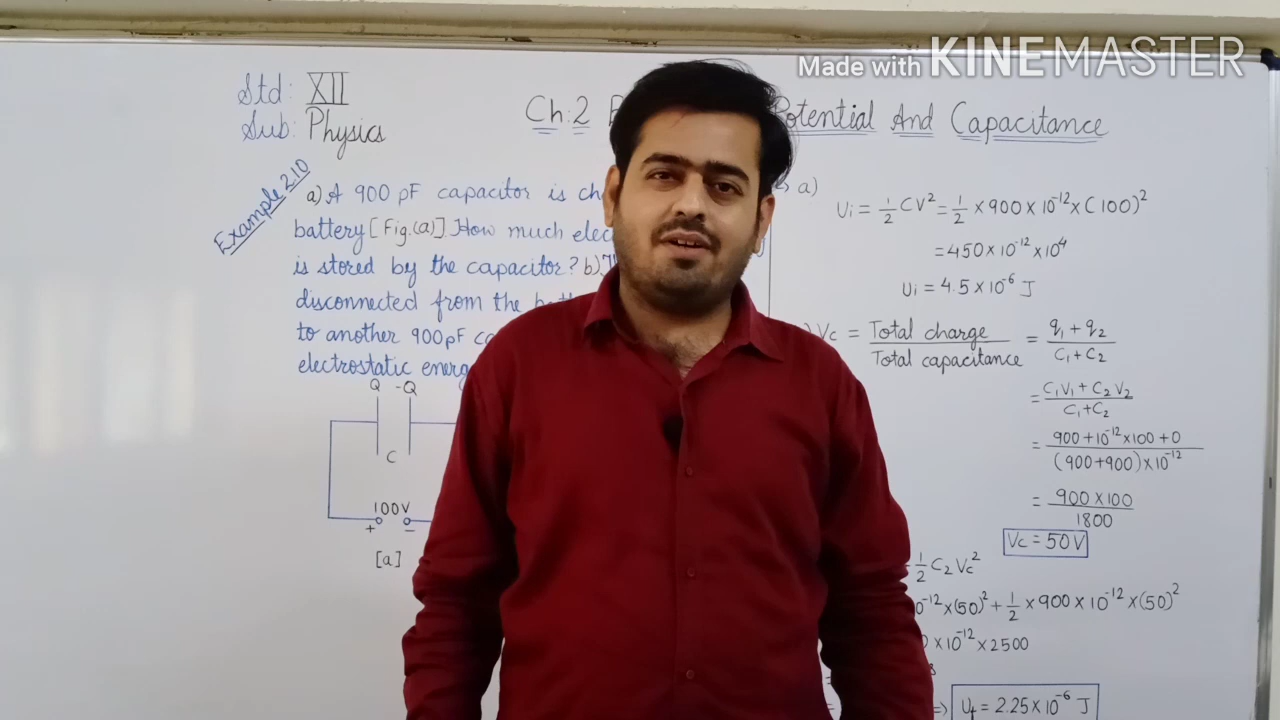 Made with KINEMASTER
Std: XII
Sub: Physics
Ch:2 Potential And Capacitance
Example 2.10
a) A 900 pF capacitor is
battery [Fig.(a)]. How much
is stored by the capacitor? b)
disconnected from the
to another 900pF
electrostatic
Q -Q
C
100V
+ −
[a]
a)
Ui = 1/2 CV² = 1/2 × 900 × 10⁻¹² × (100)²
= 450 × 10⁻¹² × 10⁴
Ui = 4.5 × 10⁻⁶ J
Vc = Total charge / Total capacitance = q₁ + q₂ / C₁ + C₂
= C₁V₁ + C₂V₂ / C₁ + C₂
= 900 + 10⁻¹² × 100 + 0 / (900 + 900) × 10⁻¹²
= 900 × 100 / 1800
Vc = 50V
1/2 C₂ Vc²
⁻¹² × (50)² + 1/2 × 900 × 10⁻¹² × (50)²
× 10⁻¹² × 2500
=
= ⇒ Uf = 2.25 × 10⁻⁶ J